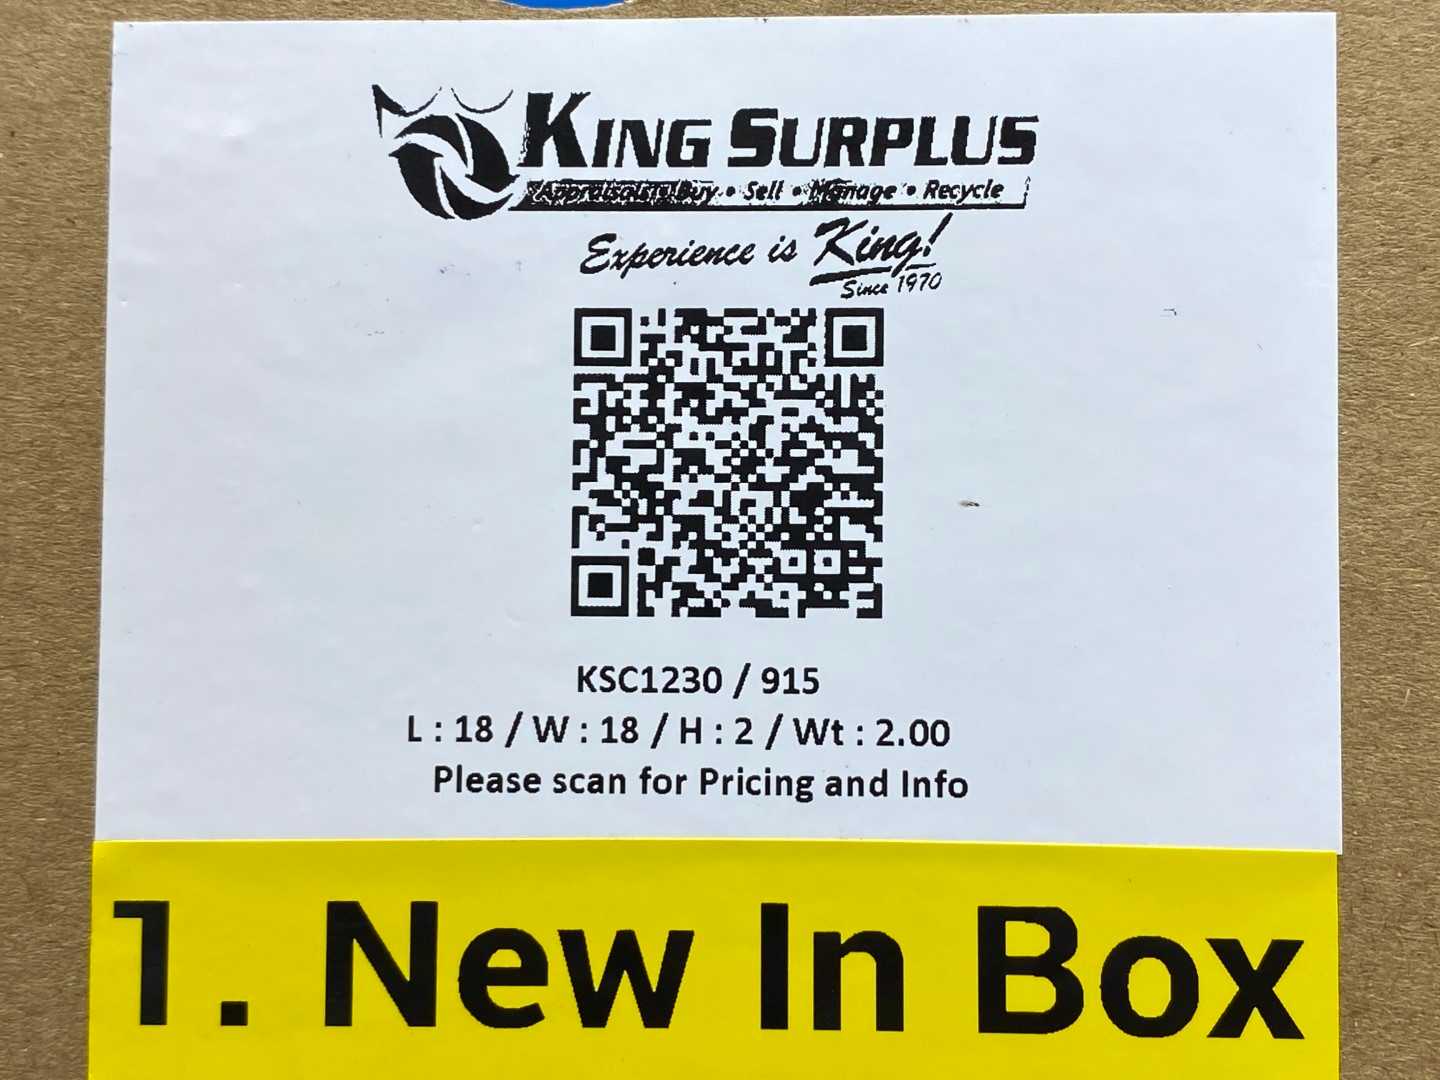 KING SURPLUS
Appraisals • Buy • Sell • Manage • Recycle
Experience is King!
Since 1970
KSC1230 / 915
L : 18 / W : 18 / H : 2 / Wt : 2.00
Please scan for Pricing and Info
1. New In Box